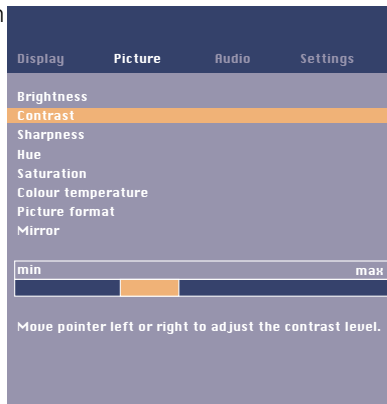 n
Display Picture Audio Settings
Brightness
Contrast
Sharpness
Hue
Saturation
Colour temperature
Picture format
Mirror
min max
Move pointer left or right to adjust the contrast level.